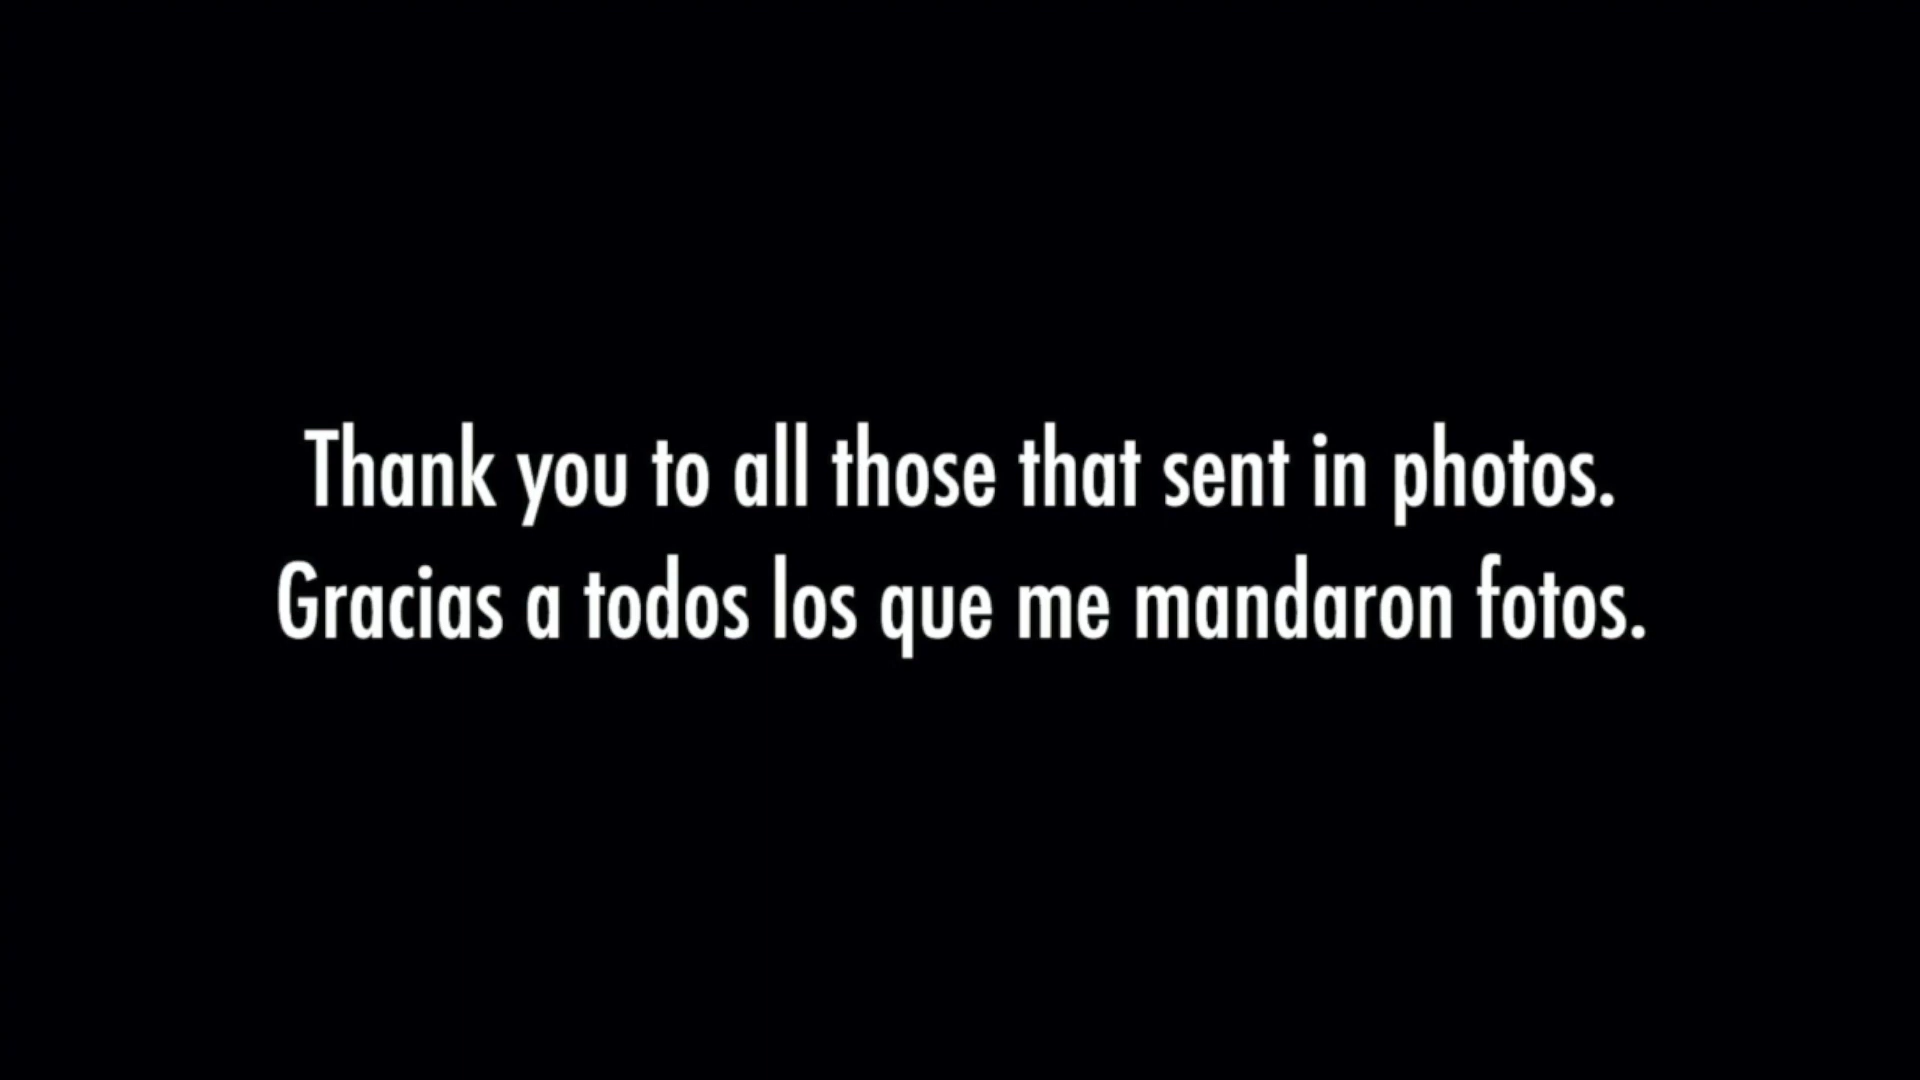 Thank you to all those that sent in photos.
Gracias a todos los que me mandaron fotos.